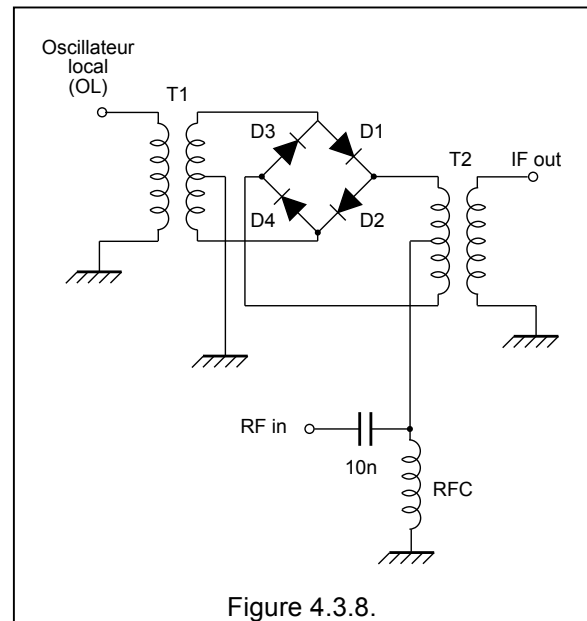 Oscillateur
local
(OL)
T1
D3
D1
T2
IF out
D4
D2
RF in
10n
RFC
Figure 4.3.8.